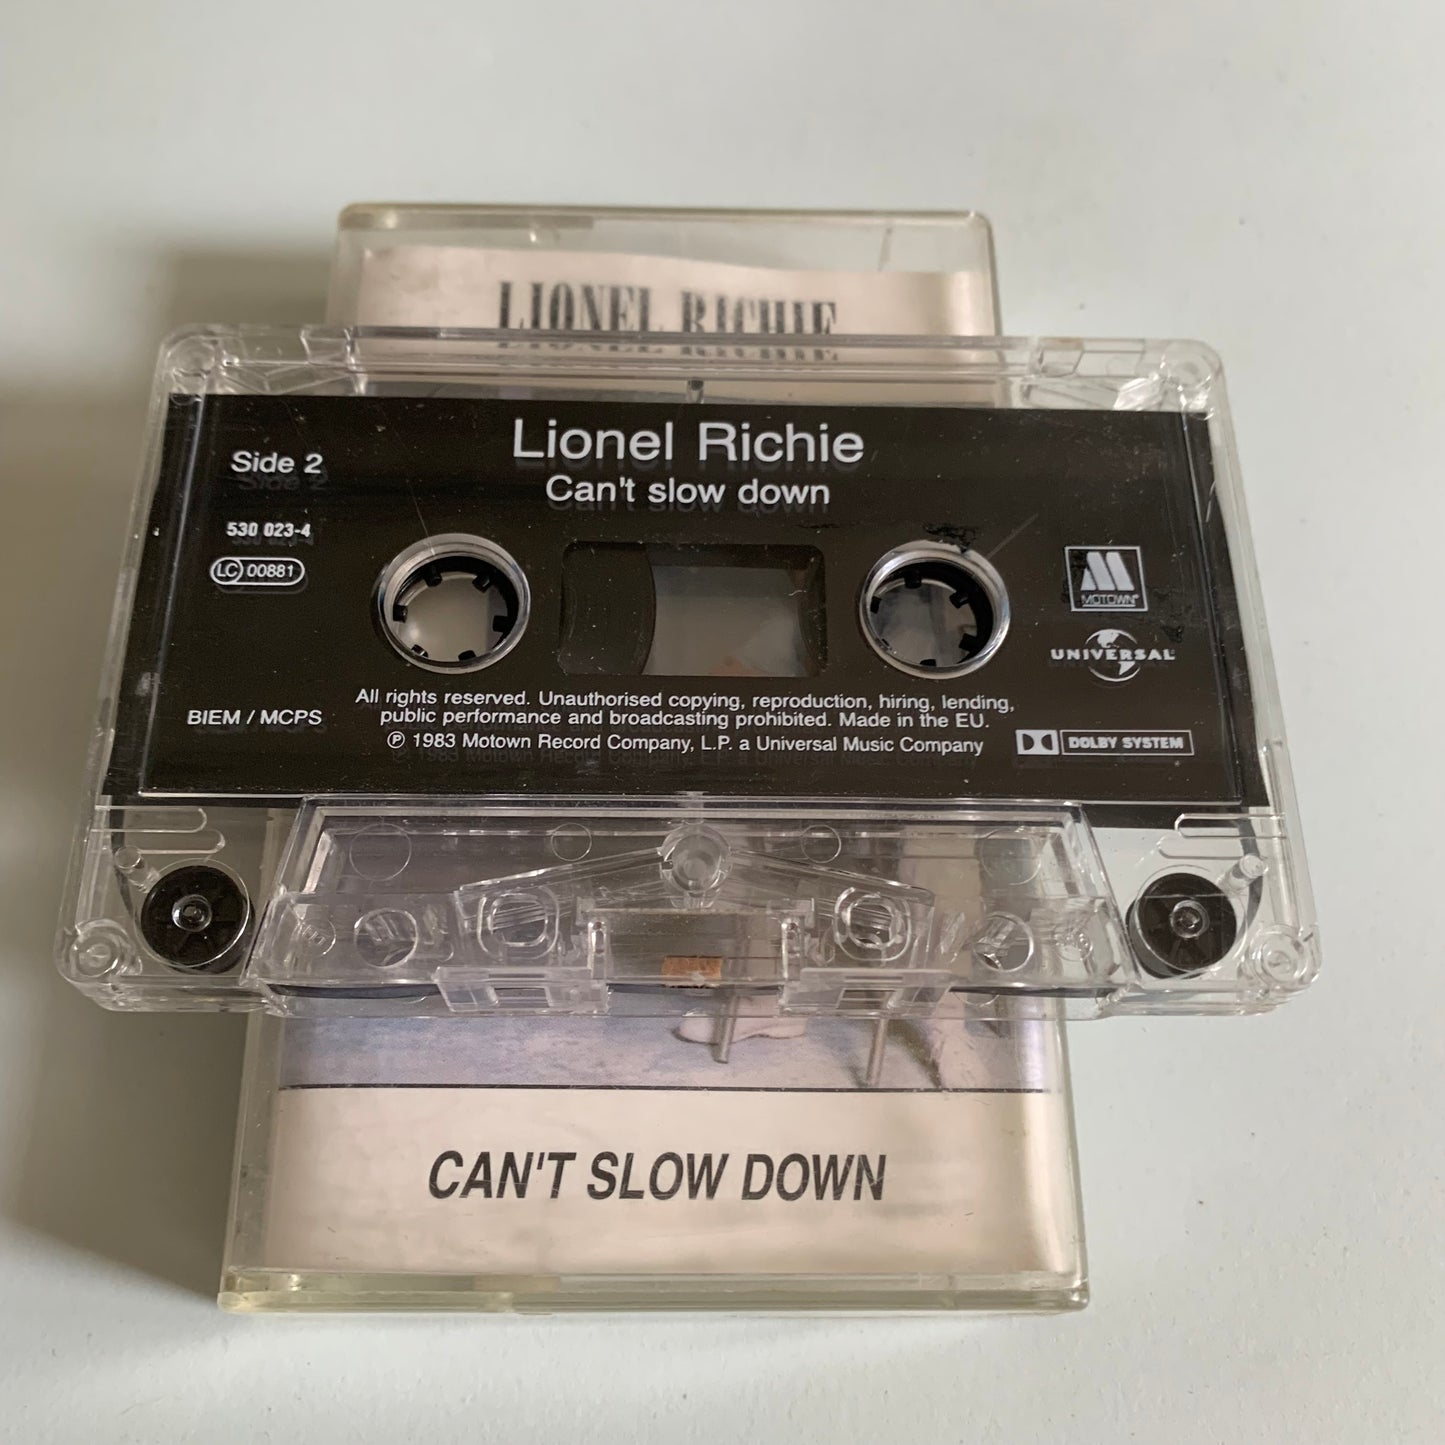 LIONEL RICHIE
Lionel Richie
Can't slow down
Side 2
530 023-4
LC 00881
MOTOWN®
UNIVERSAL
All rights reserved. Unauthorised copying, reproduction, hiring, lending,
public performance and broadcasting prohibited. Made in the EU.
℗ 1983 Motown Record Company, L.P. a Universal Music Company
BIEM / MCPS
DOLBY SYSTEM
CAN'T SLOW DOWN